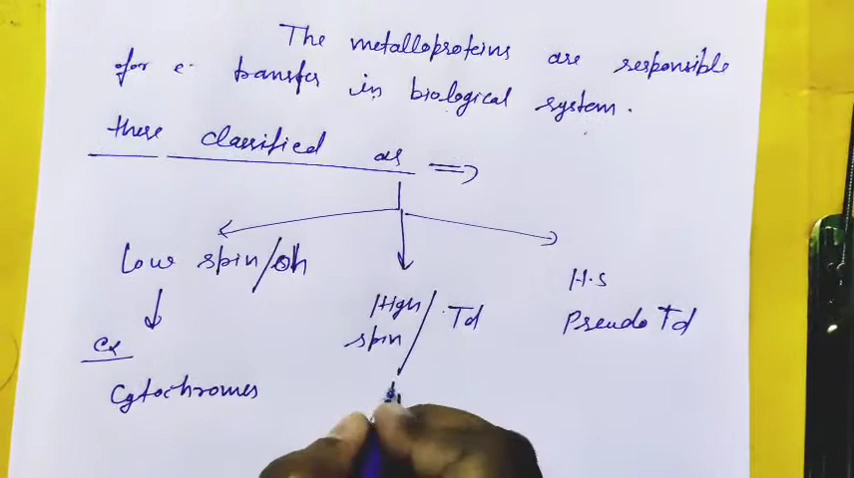 The metalloproteins are responsible
for e- transfer in biological system.
these classified as ⇒
Low spin/oh
High/Td
spin
H.S
Pseudo Td
ex
Cytochromes